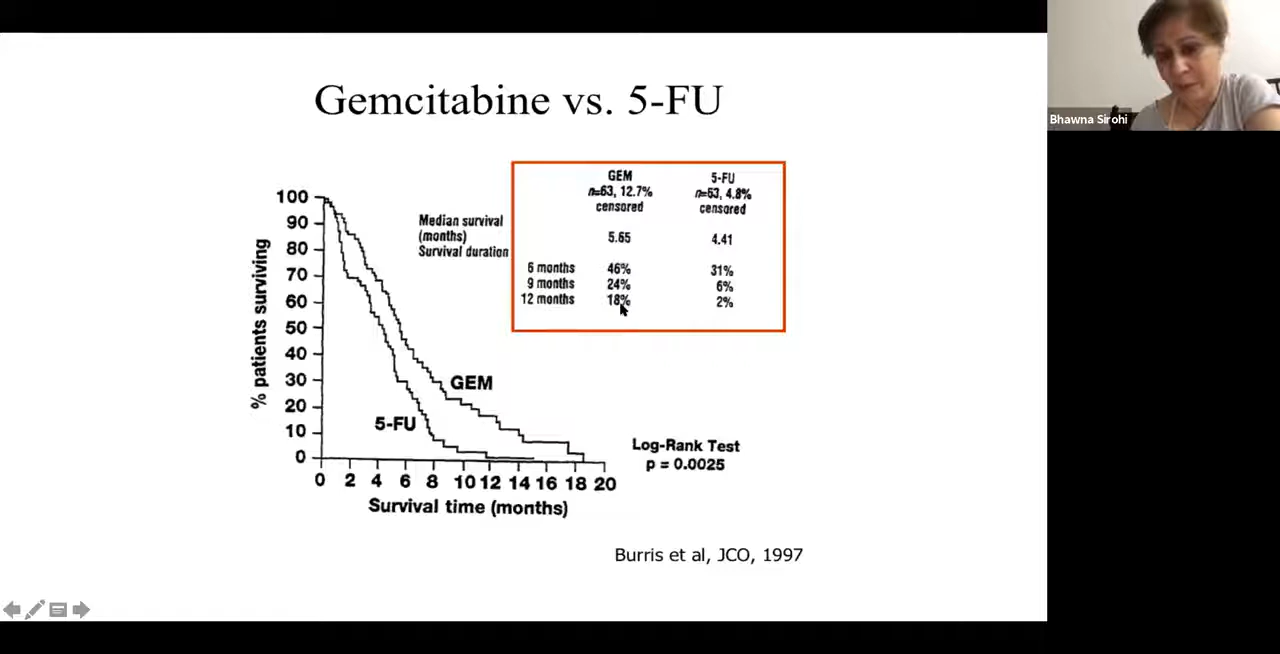 Gemcitabine vs. 5-FU
Bhawna Sirohi
GEM 5-FU
n=63, 12.7% n=63, 4.8%
censored censored
Median survival
(months) 5.65 4.41
Survival duration
6 months 46% 31%
9 months 24% 6%
12 months 18% 2%
% patients surviving
100
90
80
70
60
50
40
30
20
10
0
GEM
5-FU
Log-Rank Test
p = 0.0025
0 2 4 6 8 10 12 14 16 18 20
Survival time (months)
Burris et al, JCO, 1997